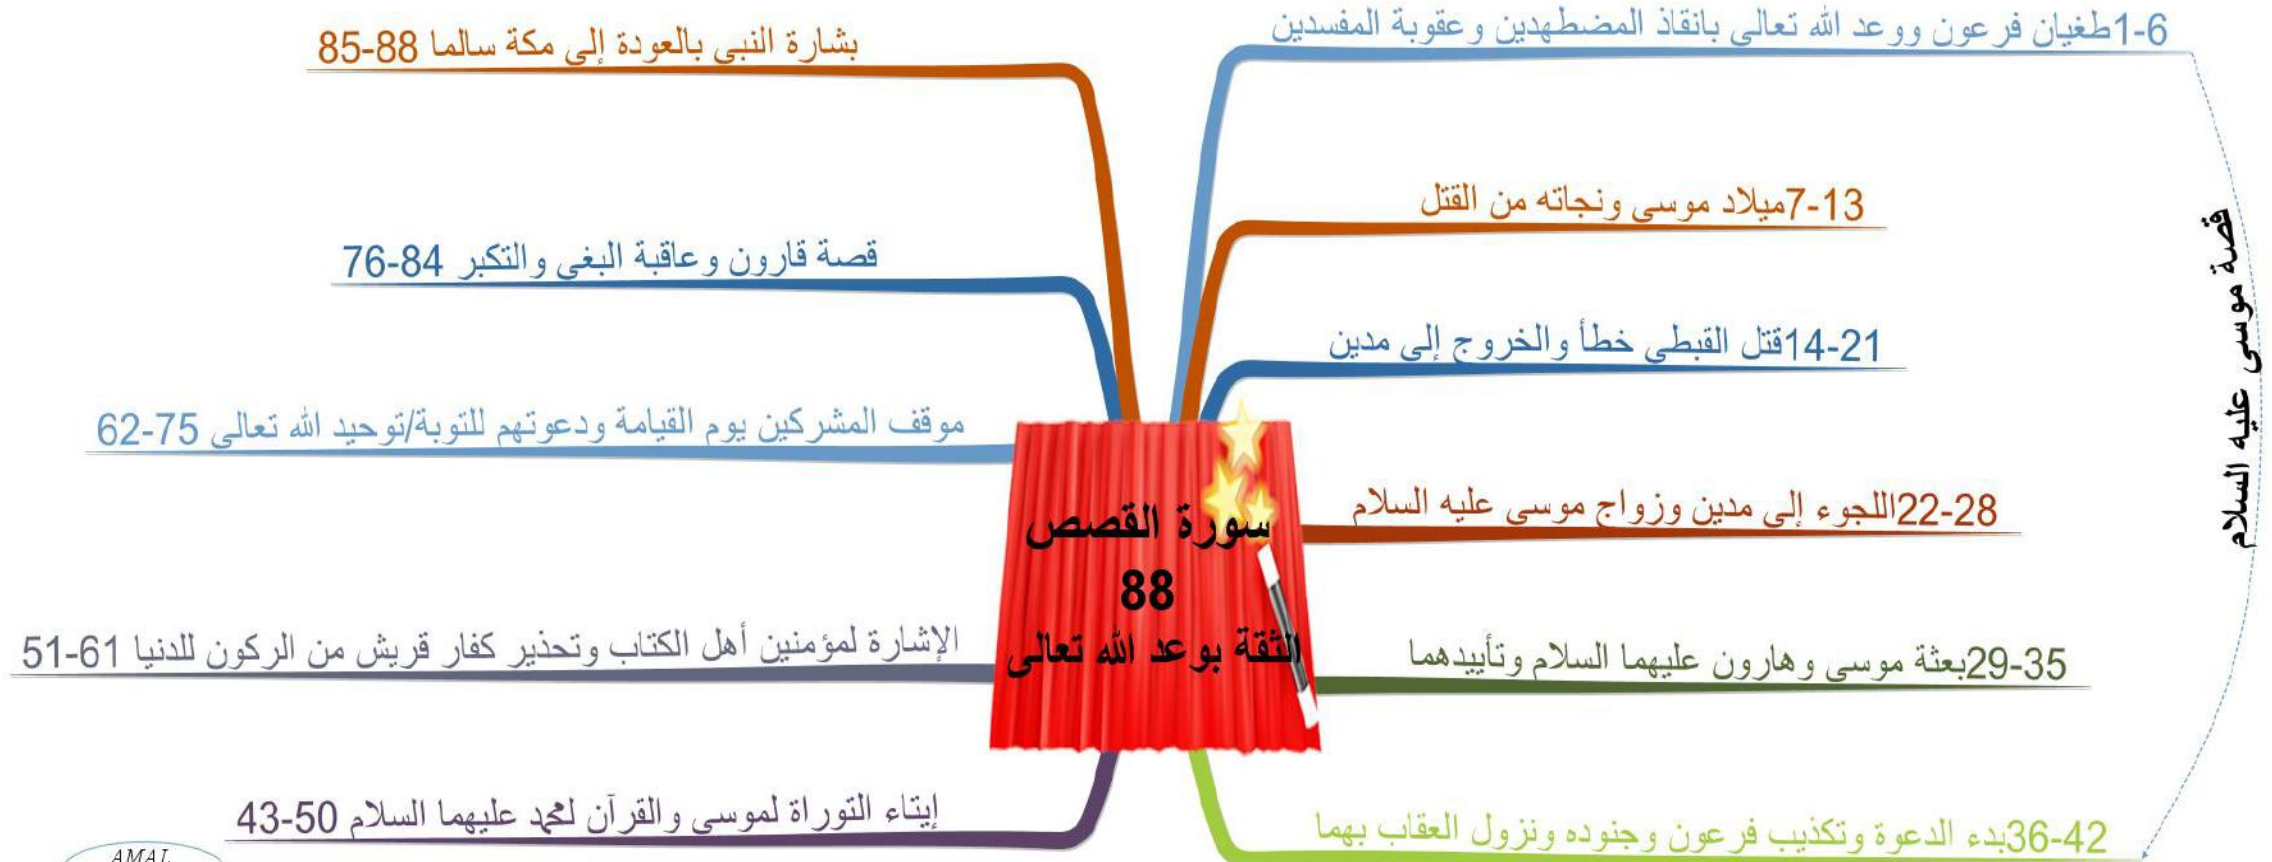 سورة القصص
88
الثقة بوعد الله تعالى
قصة موسى عليه السلام
1-6طغيان فرعون ووعد الله تعالى بانقاذ المضطهدين وعقوبة المفسدين
7-13ميلاد موسى ونجاته من القتل
14-21قتل القبطي خطأ والخروج إلى مدين
22-28اللجوء إلى مدين وزواج موسى عليه السلام
29-35بعثة موسى وهارون عليهما السلام وتأييدهما
36-42بدء الدعوة وتكذيب فرعون وجنوده ونزول العقاب بهما
إيتاء التوراة لموسى والقرآن لمحمد عليهما السلام 43-50
الإشارة لمؤمنين أهل الكتاب وتحذير كفار قريش من الركون للدنيا 51-61
موقف المشركين يوم القيامة ودعوتهم للتوبة/توحيد الله تعالى 62-75
قصة قارون وعاقبة البغي والتكبر 76-84
بشارة النبي بالعودة إلى مكة سالما 85-88
AMAL